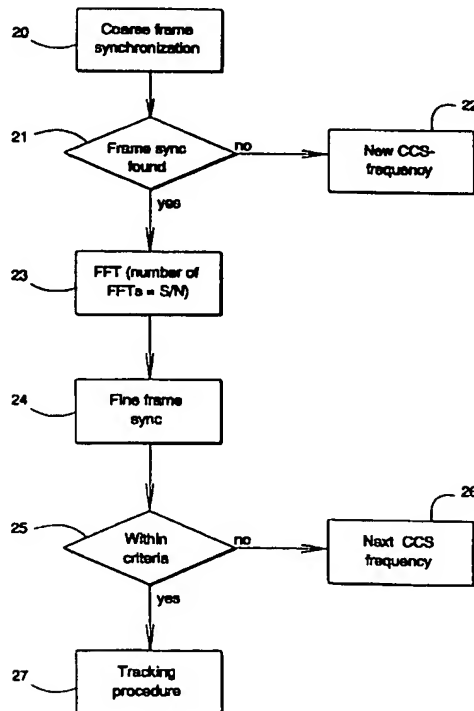 20
Coarse frame
synchronization
21
Frame sync
found
no
22
New CCS-
frequency
yes
23
FFT (number of
FFTs = S/N)
24
Fine frame
sync
25
Within
criteria
no
26
Next CCS
frequency
yes
27
Tracking
procedure